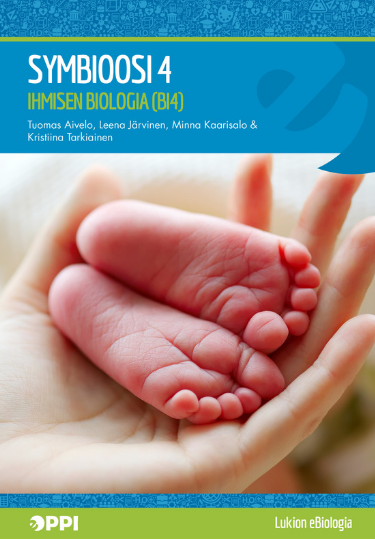 SYMBIOOSI 4
IHMISEN BIOLOGIA (BI4)
Tuomas Aivelo, Leena Järvinen, Minna Kaarisalo &
Kristiina Tarkiainen
e
OPPI
Lukion eBiologia